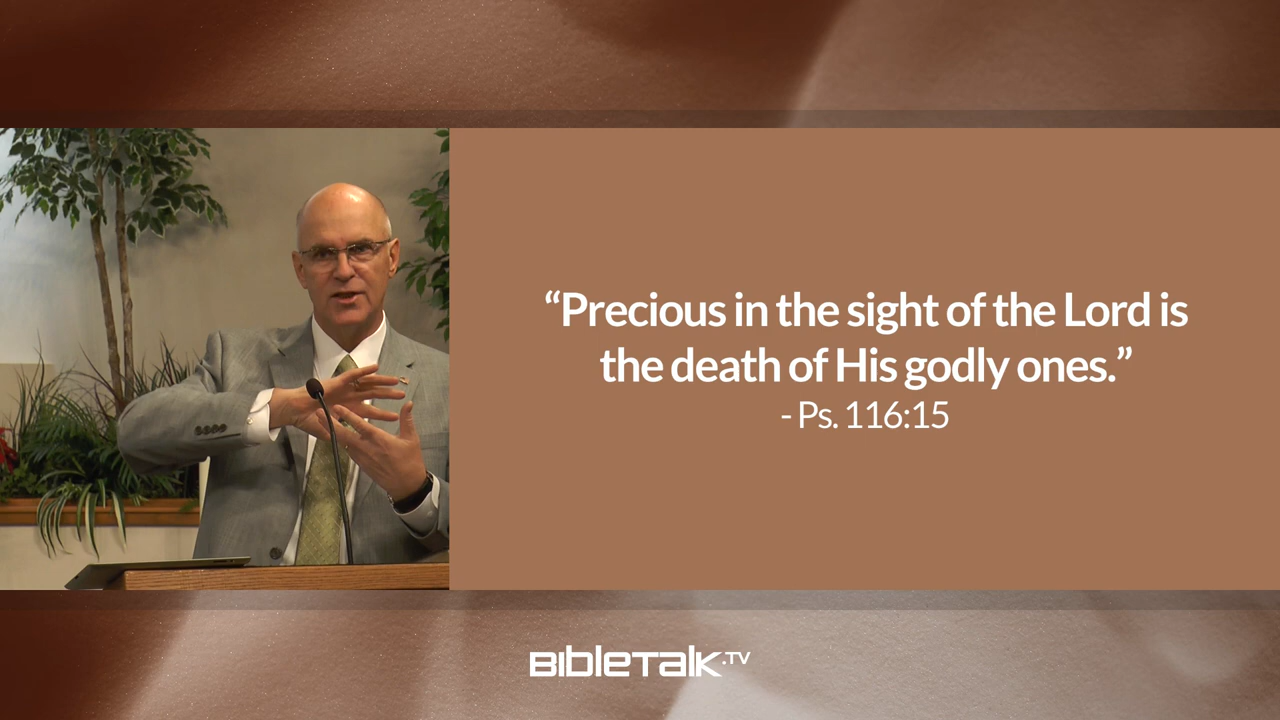 “Precious in the sight of the Lord is
the death of His godly ones.”
- Ps. 116:15
BIBLETALK.TV